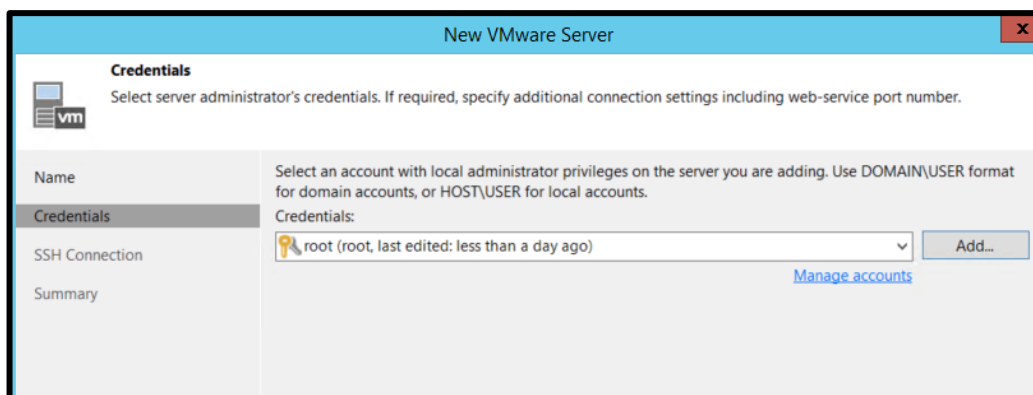 New VMware Server
x
Credentials
Select server administrator's credentials. If required, specify additional connection settings including web-service port number.
vm
Name
Select an account with local administrator privileges on the server you are adding. Use DOMAIN\USER format
for domain accounts, or HOST\USER for local accounts.
Credentials
Credentials:
root (root, last edited: less than a day ago)
Add...
SSH Connection
Manage accounts
Summary